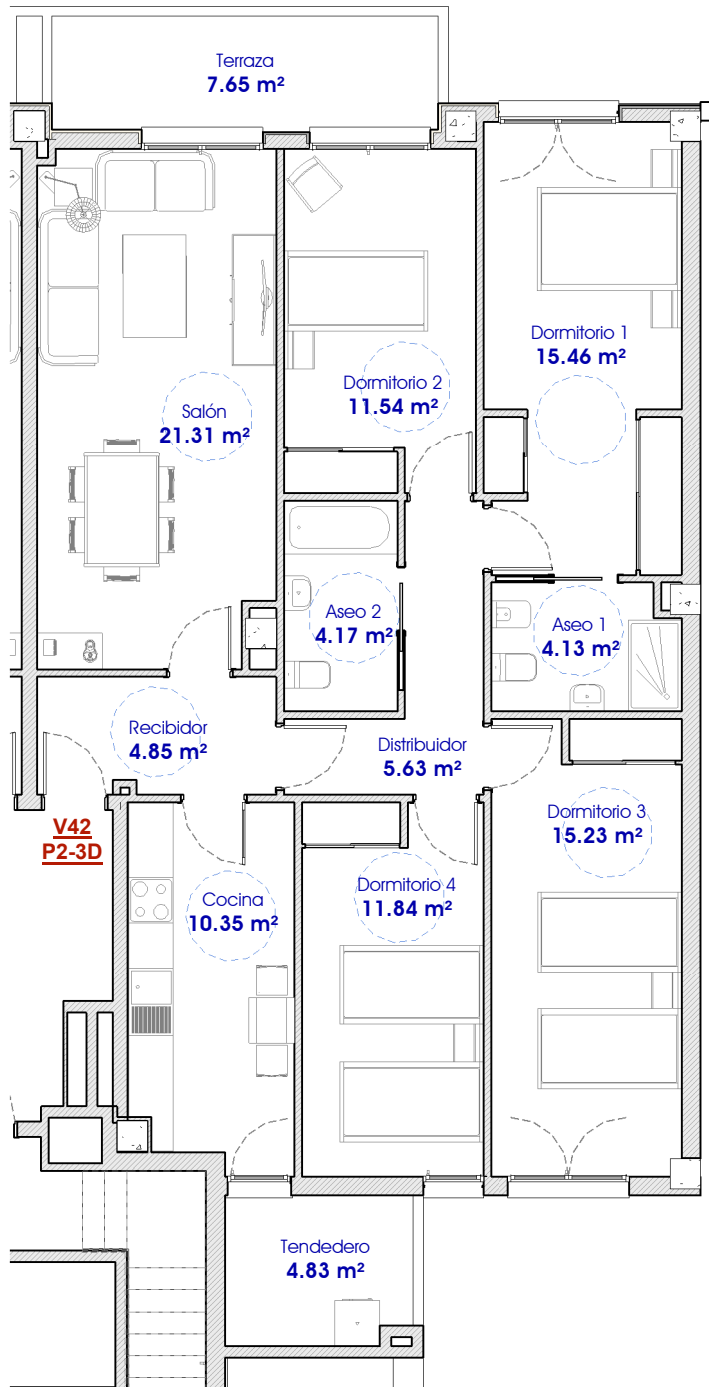 Terraza
7.65 m²
Dormitorio 1
15.46 m²
Dormitorio 2
11.54 m²
Salón
21.31 m²
Aseo 2
4.17 m²
Aseo 1
4.13 m²
Recibidor
4.85 m²
Distribuidor
5.63 m²
V42
P2-3D
Dormitorio 3
15.23 m²
Dormitorio 4
11.84 m²
Cocina
10.35 m²
Tendedero
4.83 m²